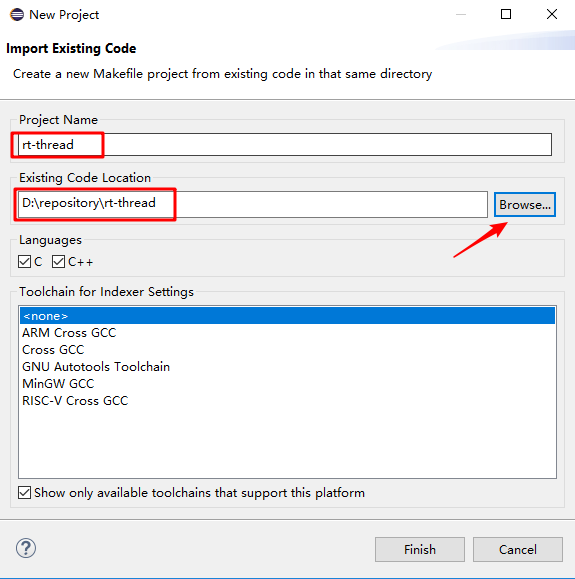 New Project
Import Existing Code
Create a new Makefile project from existing code in that same directory
Project Name
rt-thread
Existing Code Location
D:\repository\rt-thread
Browse...
Languages
C C++
Toolchain for Indexer Settings
<none>
ARM Cross GCC
Cross GCC
GNU Autotools Toolchain
MinGW GCC
RISC-V Cross GCC
Show only available toolchains that support this platform
? Finish Cancel